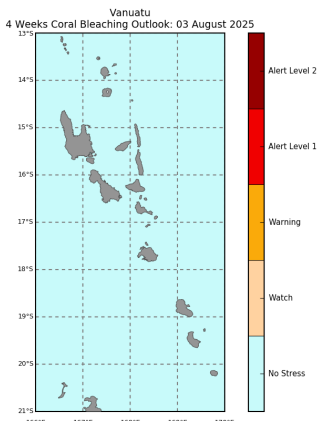 Vanuatu
4 Weeks Coral Bleaching Outlook: 03 August 2025
13°S
14°S
15°S
16°S
17°S
18°S
19°S
20°S
21°S
Alert Level 2
Alert Level 1
Warning
Watch
No Stress